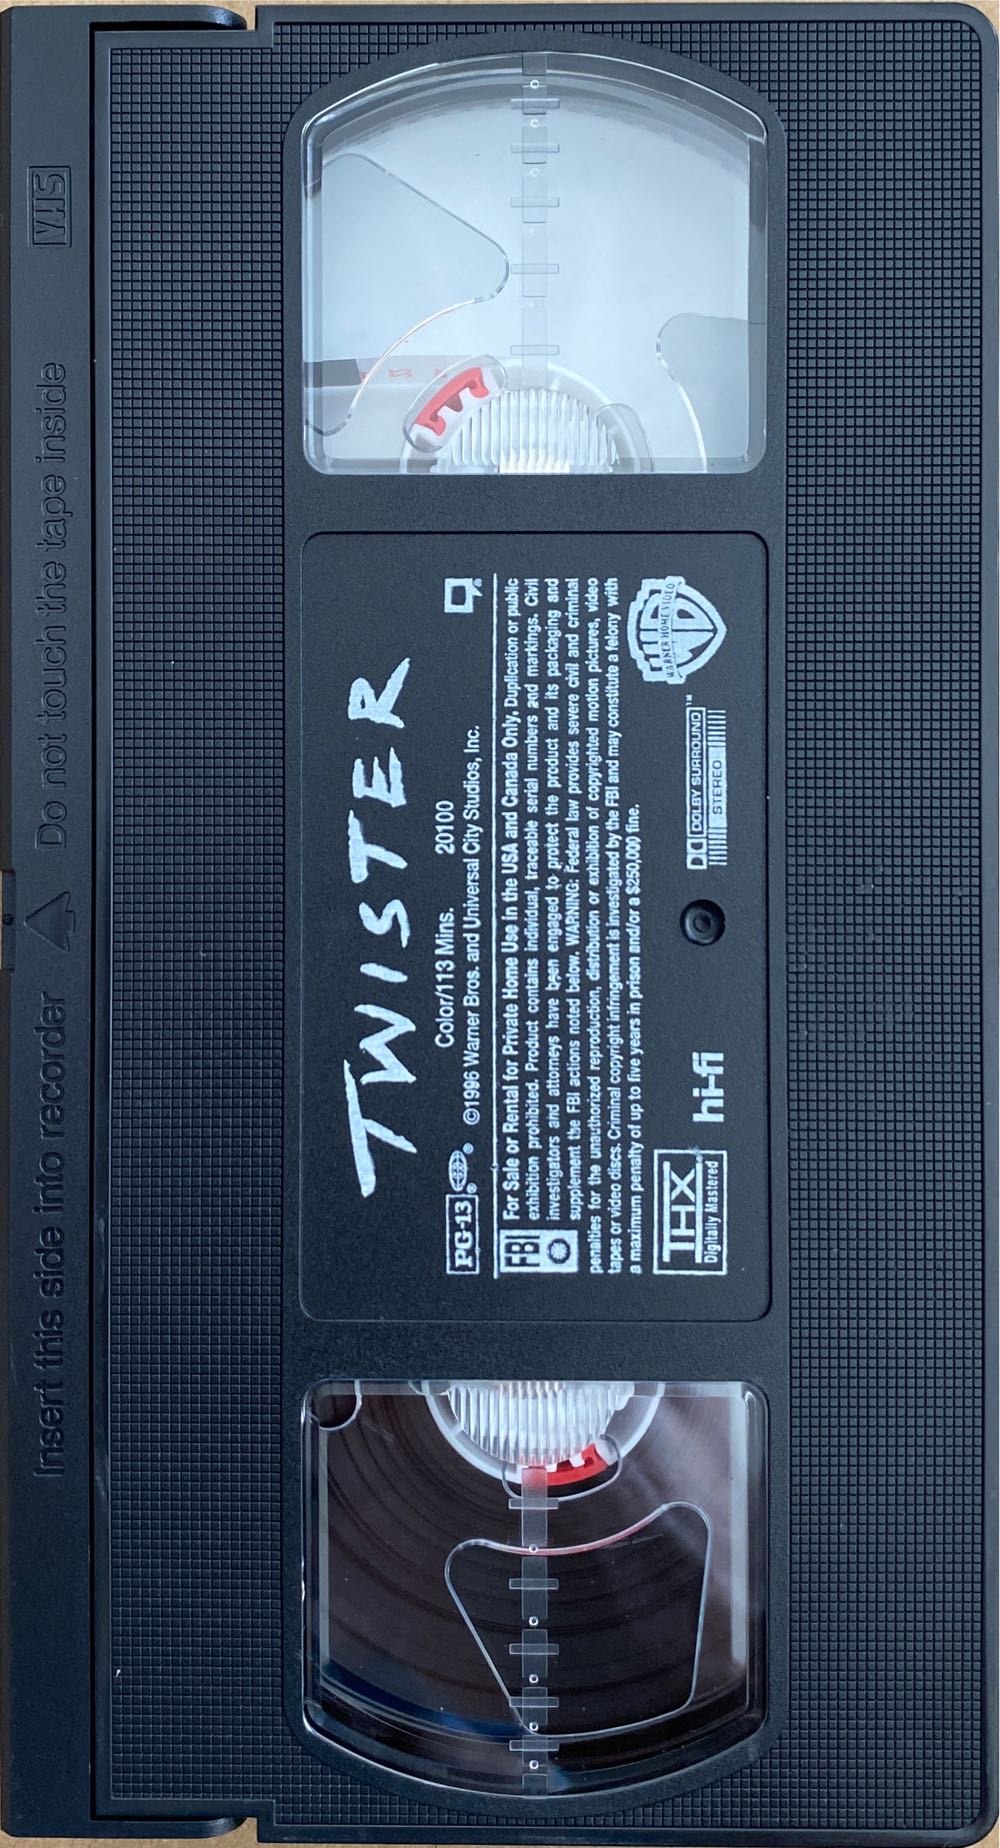 Insert this side into recorder
Do not touch the tape inside
VHS
TWISTER
Color/113 Mins. 20100
PG-13 ® ©1996 Warner Bros. and Universal City Studios, Inc.
FBI
For Sale or Rental for Private Home Use in the USA and Canada Only. Duplication or public
exhibition prohibited. Product contains individual, traceable serial numbers and markings. Civil
investigators and attorneys have been engaged to protect the product and its packaging and
supplement the FBI actions noted below. WARNING: Federal law provides severe civil and criminal
penalties for the unauthorized reproduction, distribution or exhibition of copyrighted motion pictures, video
tapes or video discs. Criminal copyright infringement is investigated by the FBI and may constitute a felony with
a maximum penalty of up to five years in prison and/or a $250,000 fine.
THX
Digitally Mastered
hi-fi
DOLBY SURROUND™
STEREO
WB
WARNER HOME VIDEO